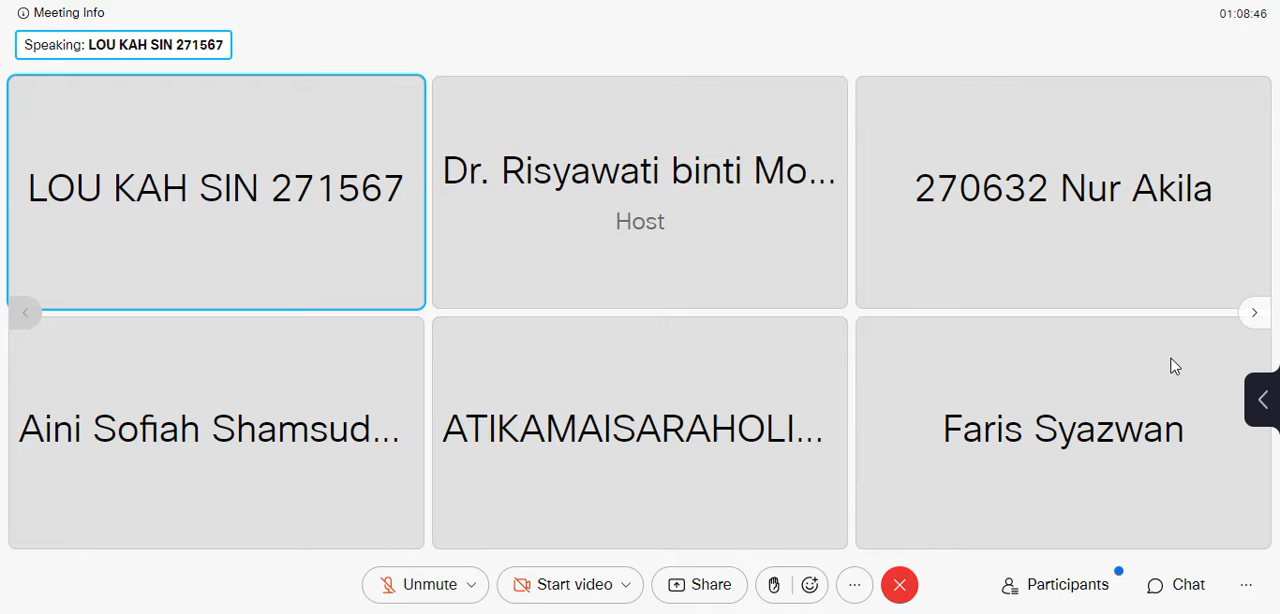 Meeting Info
01:08:46
Speaking: LOU KAH SIN 271567
LOU KAH SIN 271567
Dr. Risyawati binti Mo...
Host
270632 Nur Akila
Aini Sofiah Shamsud...
ATIKAMAISARAHOLI...
Faris Syazwan
Unmute
Start video
Share
Participants
Chat